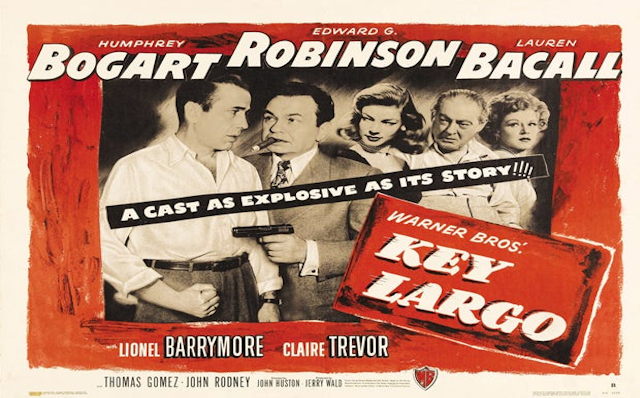 HUMPHREY BOGART
EDWARD G. ROBINSON
LAUREN BACALL
A CAST AS EXPLOSIVE AS ITS STORY!!!!
WARNER BROS.'
KEY
LARGO
LIONEL BARRYMORE CLAIRE TREVOR
THOMAS GOMEZ · JOHN RODNEY
JOHN HUSTON · JERRY WALD
WB